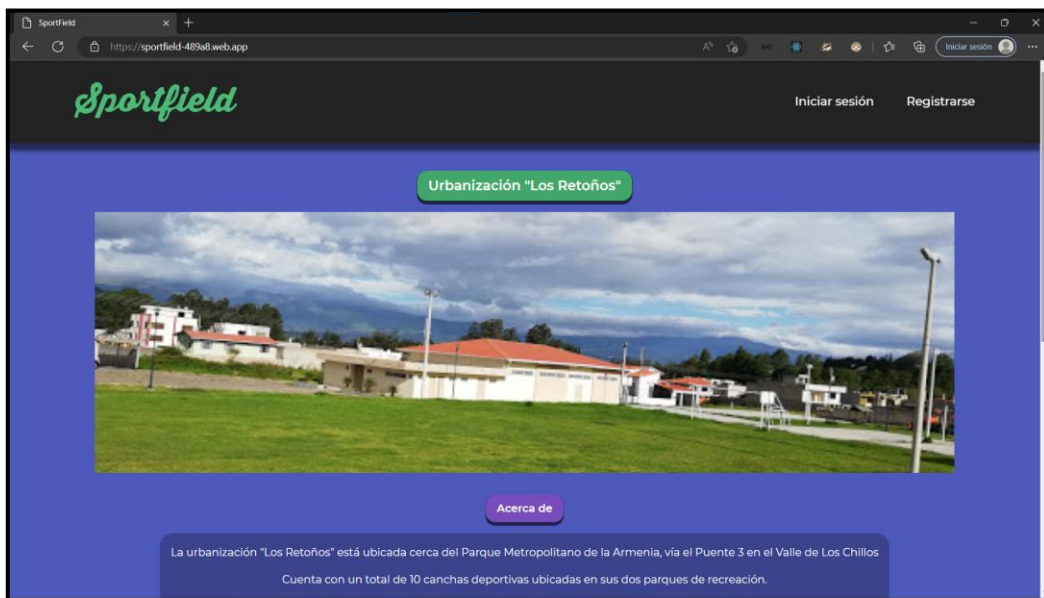 SportField
https://sportfield-489a8.web.app
Iniciar sesión
Sportfield
Iniciar sesión
Registrarse
Urbanización "Los Retoños"
Acerca de
La urbanización "Los Retoños" está ubicada cerca del Parque Metropolitano de la Armenia, vía el Puente 3 en el Valle de Los Chillos
Cuenta con un total de 10 canchas deportivas ubicadas en sus dos parques de recreación.